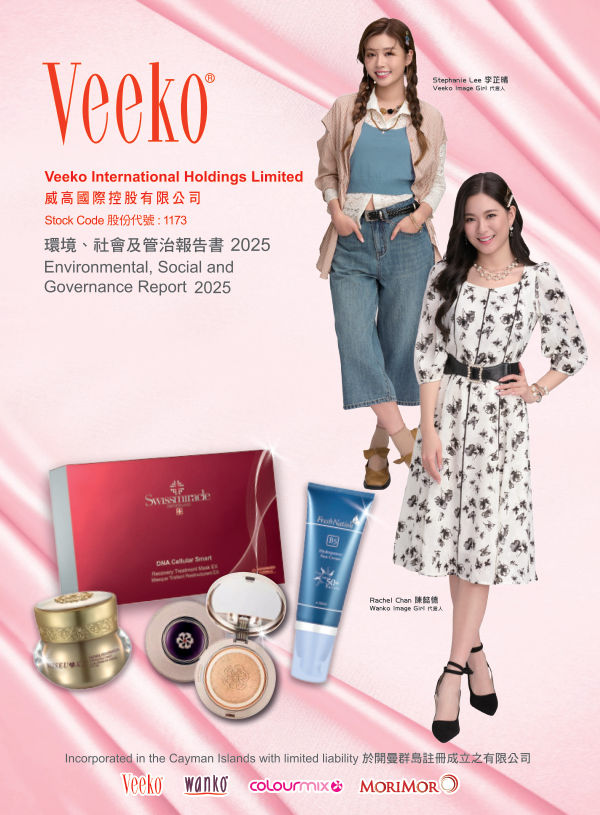 Veeko®
Veeko International Holdings Limited
威高國際控股有限公司
Stock Code 股份代號 : 1173
環境、社會及管治報告書 2025
Environmental, Social and
Governance Report 2025
Stephanie Lee 李芷晴
Veeko Image Girl 代言人
Swissmiracle
DNA Cellular Smart
Recovery Treatment Mask EX
FreshNation
B5
50+
Rachel Chan 陳懿德
Wanko Image Girl 代言人
Incorporated in the Cayman Islands with limited liability 於開曼群島註冊成立之有限公司
Veeko wanko colourmix MORIMOR